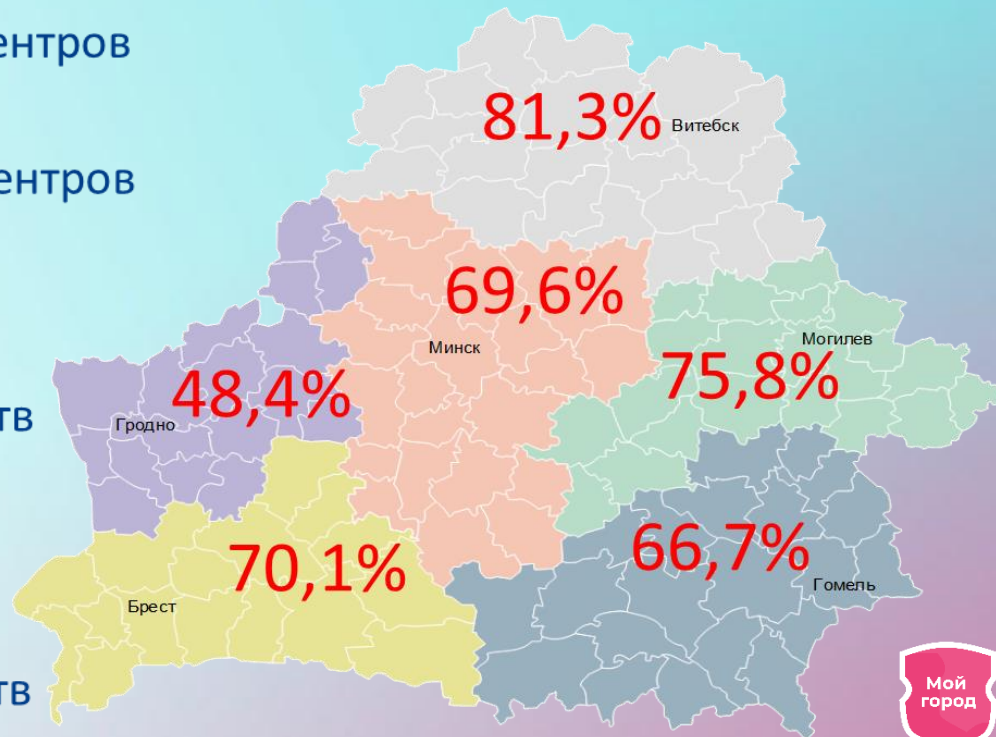 ентров
81,3%
Витебск
ентров
69,6%
Могилев
Минск
75,8%
48,4%
тв
Гродно
66,7%
70,1%
Гомель
Брест
тв
Мой
город